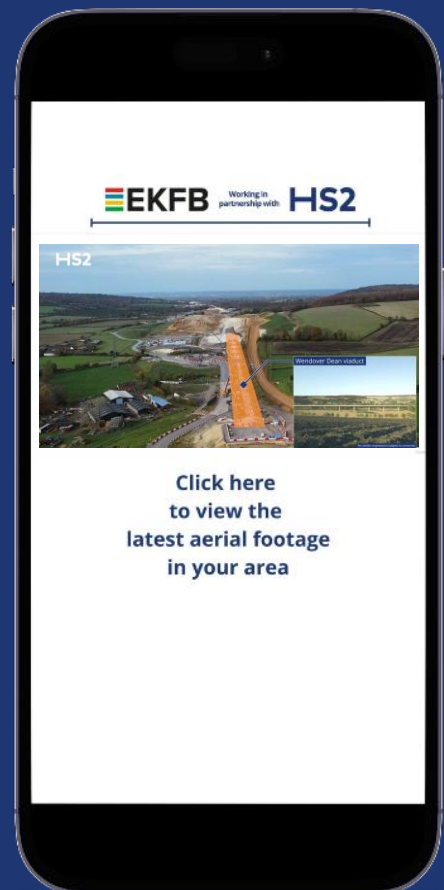 EKFB
Working in
partnership with
HS2
HS2
Wendover Dean viaduct
Click here
to view the
latest aerial footage
in your area